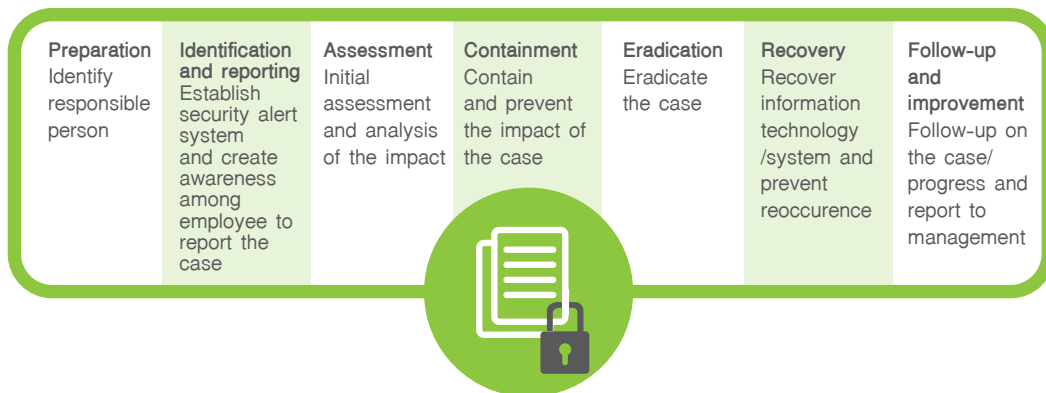 Preparation
Identify
responsible
person
Identification
and reporting
Establish
security alert
system
and create
awareness
among
employee to
report the
case
Assessment
Initial
assessment
and analysis
of the impact
Containment
Contain
and prevent
the impact of
the case
Eradication
Eradicate
the case
Recovery
Recover
information
technology
/system and
prevent
reoccurence
Follow-up
and
improvement
Follow-up on
the case/
progress and
report to
management